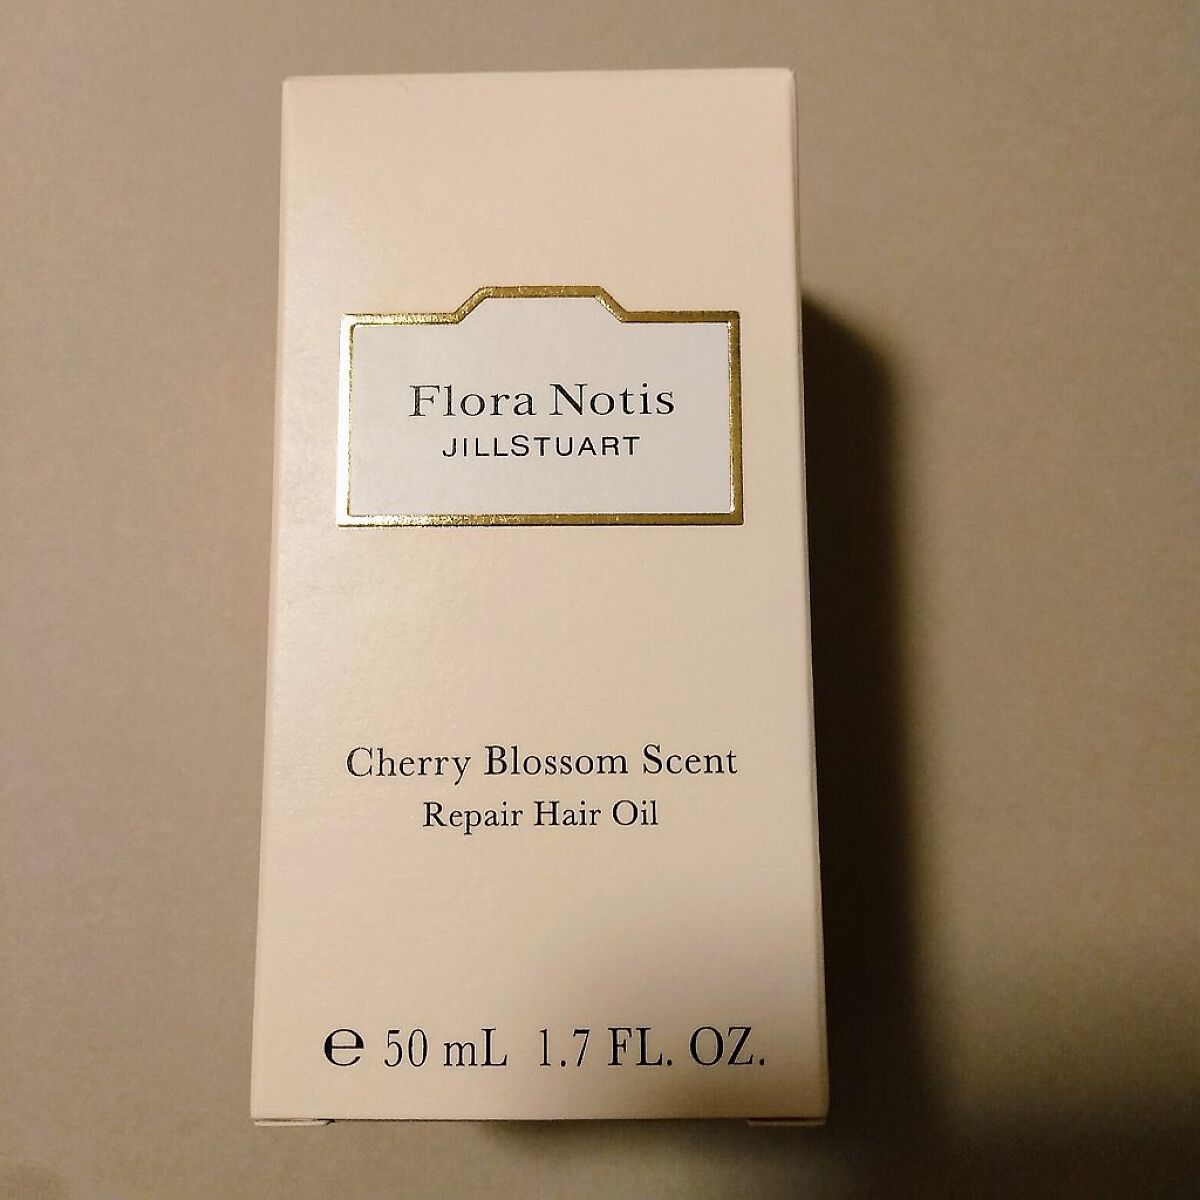 Flora Notis
JILLSTUART
Cherry Blossom Scent
Repair Hair Oil
℮ 50 mL 1.7 FL. OZ.